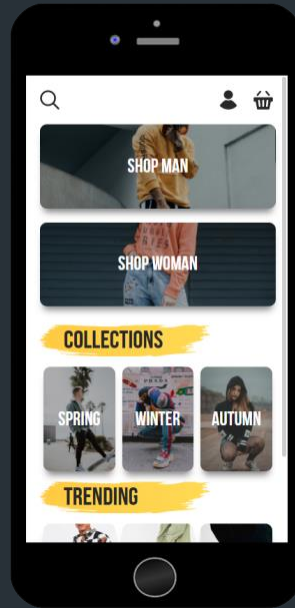 SHOP MAN
SHOP WOMAN
COLLECTIONS
SPRING
WINTER
AUTUMN
TRENDING